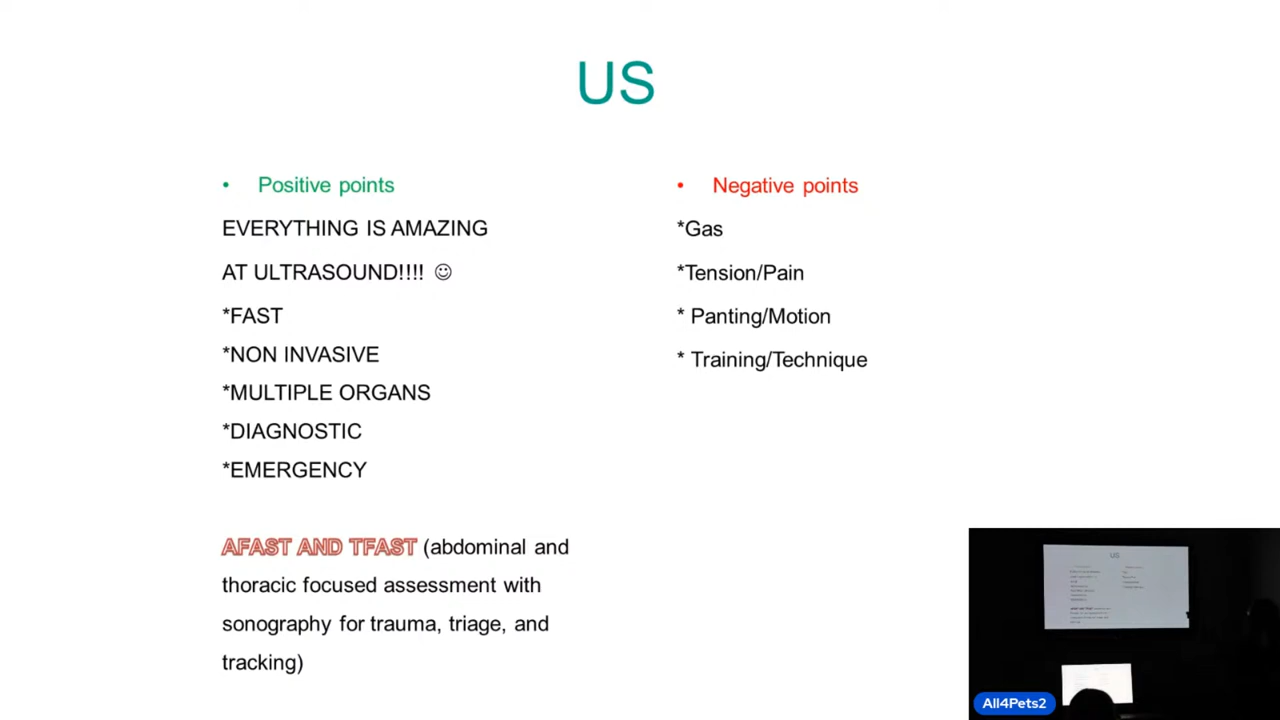 US
• Positive points
EVERYTHING IS AMAZING
AT ULTRASOUND!!!! ☺
*FAST
*NON INVASIVE
*MULTIPLE ORGANS
*DIAGNOSTIC
*EMERGENCY
AFAST AND TFAST (abdominal and
thoracic focused assessment with
sonography for trauma, triage, and
tracking)
• Negative points
*Gas
*Tension/Pain
* Panting/Motion
* Training/Technique
US
All4Pets2